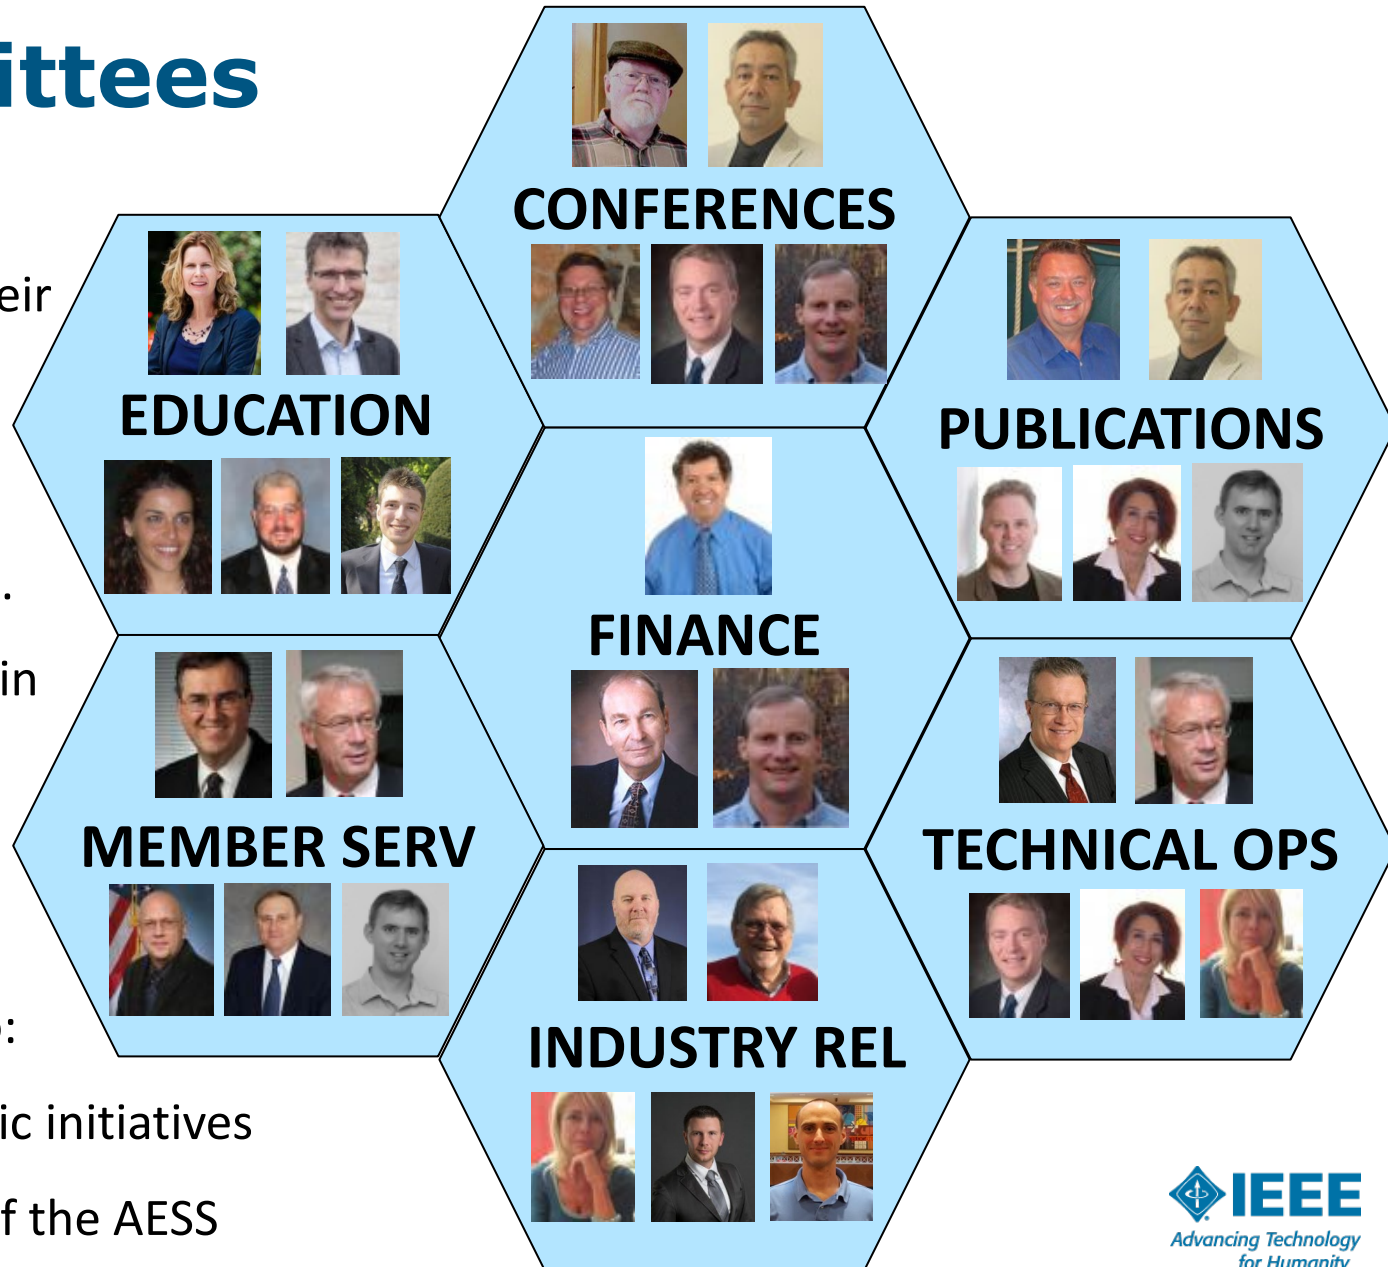 ittees
eir
.
in
o:
ic initiatives
f the AESS
CONFERENCES
EDUCATION
PUBLICATIONS
FINANCE
MEMBER SERV
TECHNICAL OPS
INDUSTRY REL
IEEE
Advancing Technology
for Humanity